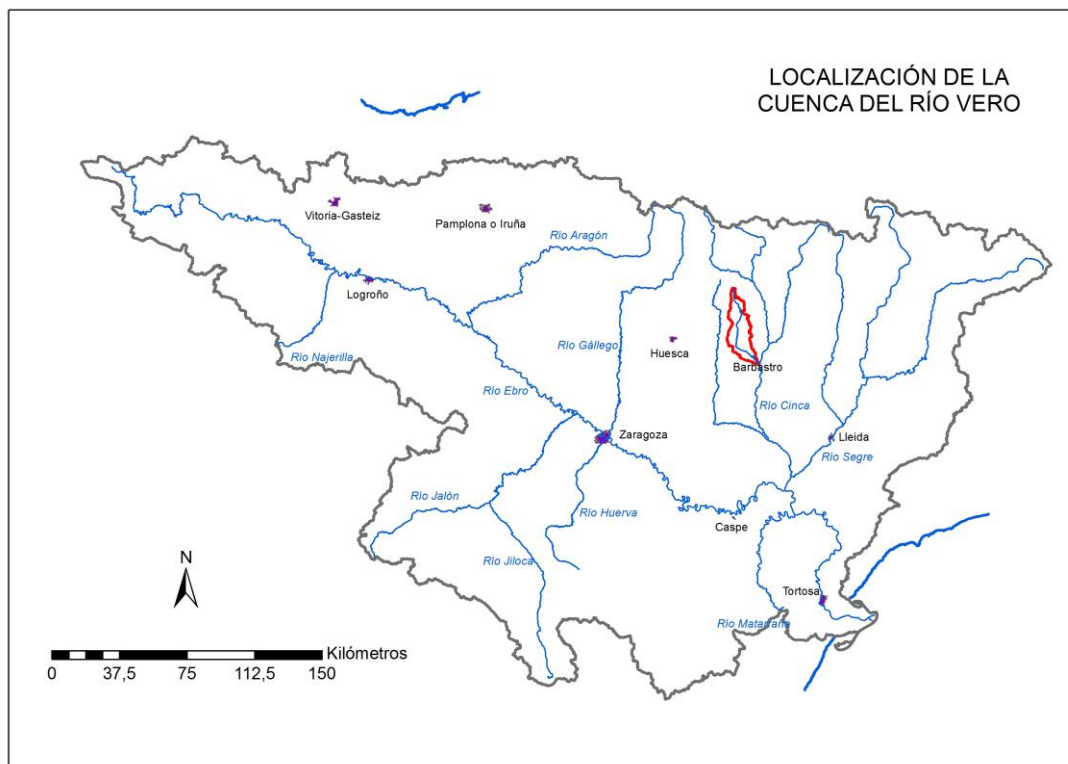 LOCALIZACIÓN DE LA
CUENCA DEL RÍO VERO
Vitoria-Gasteiz
Pamplona o Iruña
Río Aragón
Logroño
Río Najerilla
Río Gállego
Huesca
Barbastro
Río Ebro
Río Cinca
Zaragoza
Lleida
Río Segre
Río Jalón
Río Huerva
Caspe
Río Jiloca
N
Tortosa
Río Matarraña
Kilómetros
0 37,5 75 112,5 150